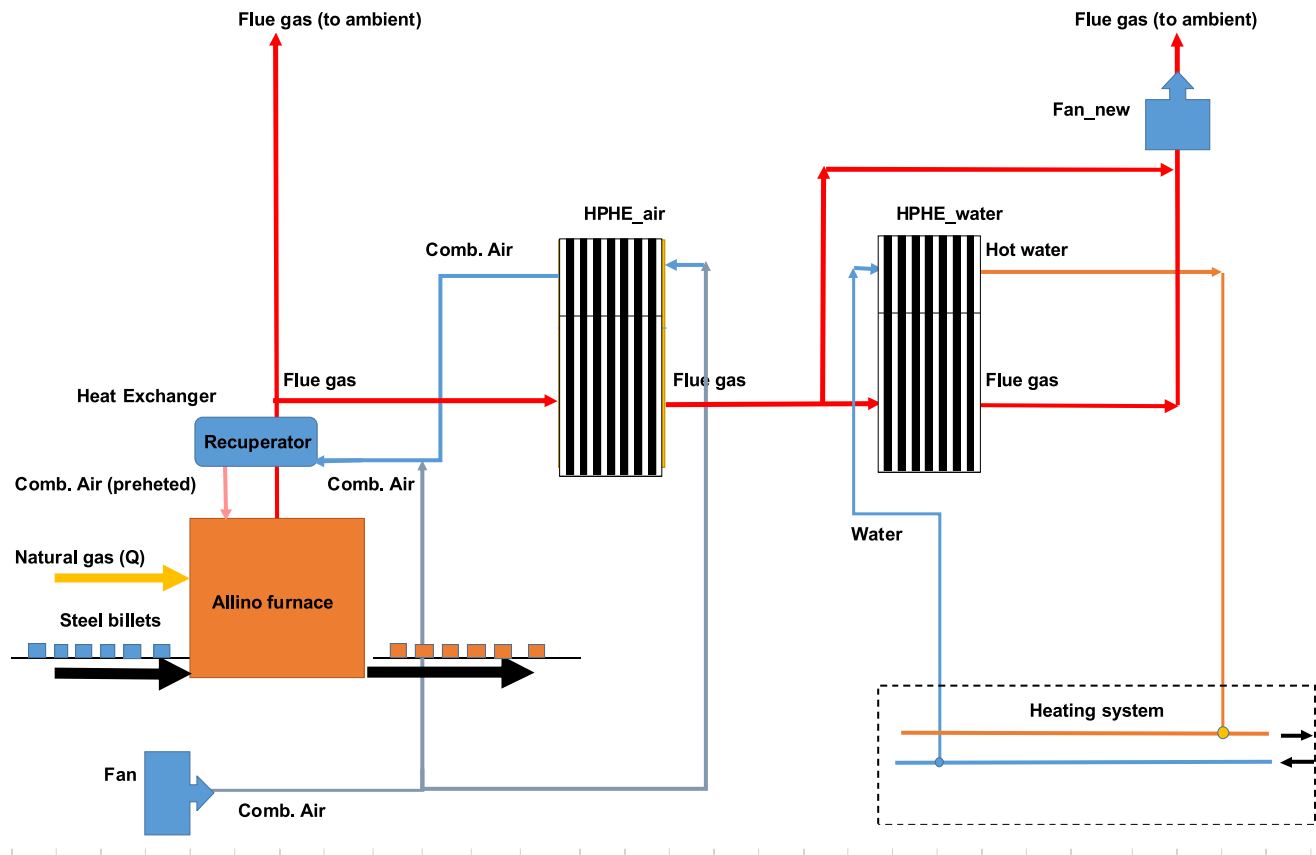 Flue gas (to ambient)
Flue gas (to ambient)
Fan_new
HPHE_air
HPHE_water
Comb. Air
Hot water
Heat Exchanger
Flue gas
Flue gas
Flue gas
Recuperator
Comb. Air (preheted)
Comb. Air
Water
Natural gas (Q)
Allino furnace
Steel billets
Heating system
Fan
Comb. Air